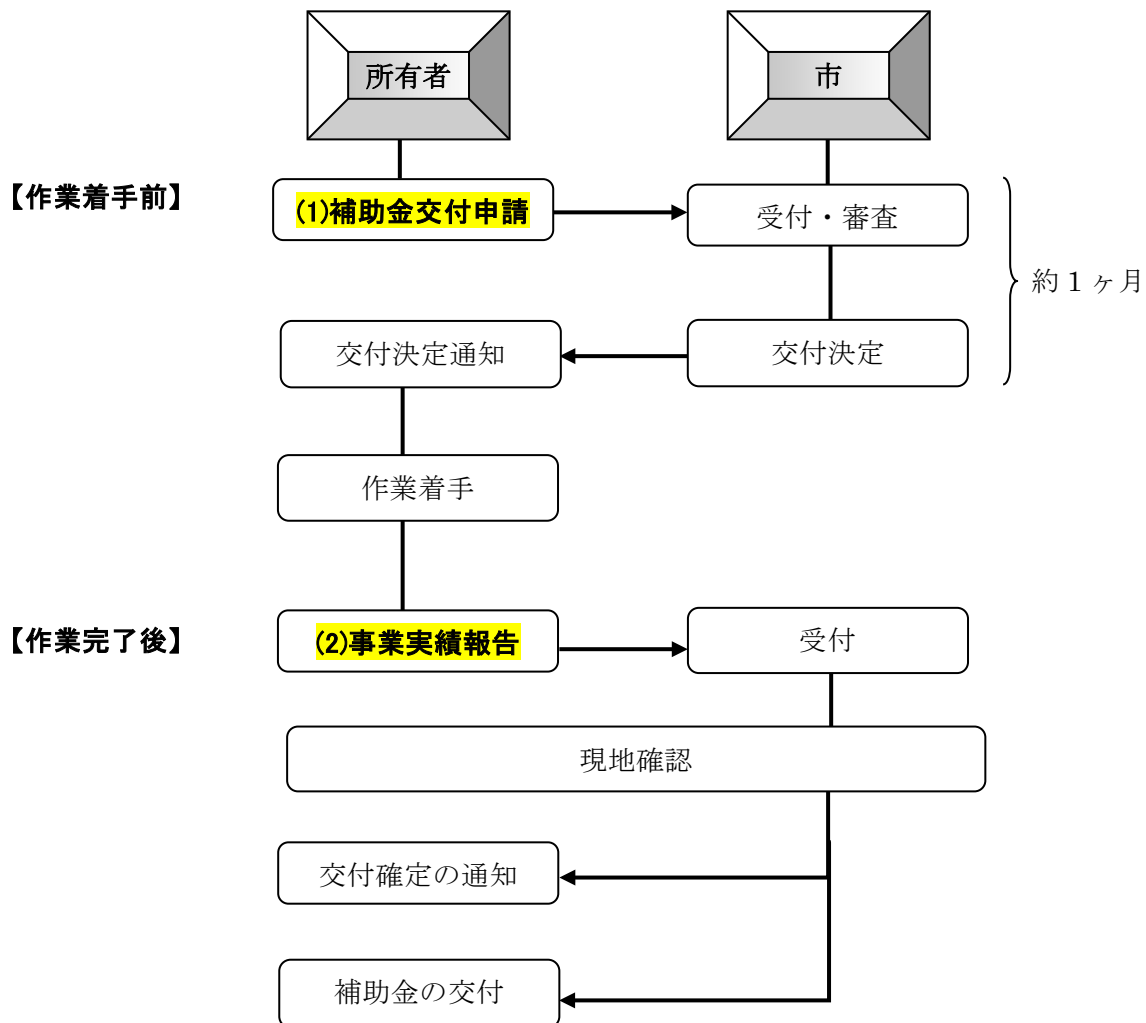 所有者
市
【作業着手前】
(1)補助金交付申請
受付・審査
約1ヶ月
交付決定通知
交付決定
作業着手
【作業完了後】
(2)事業実績報告
受付
現地確認
交付確定の通知
補助金の交付